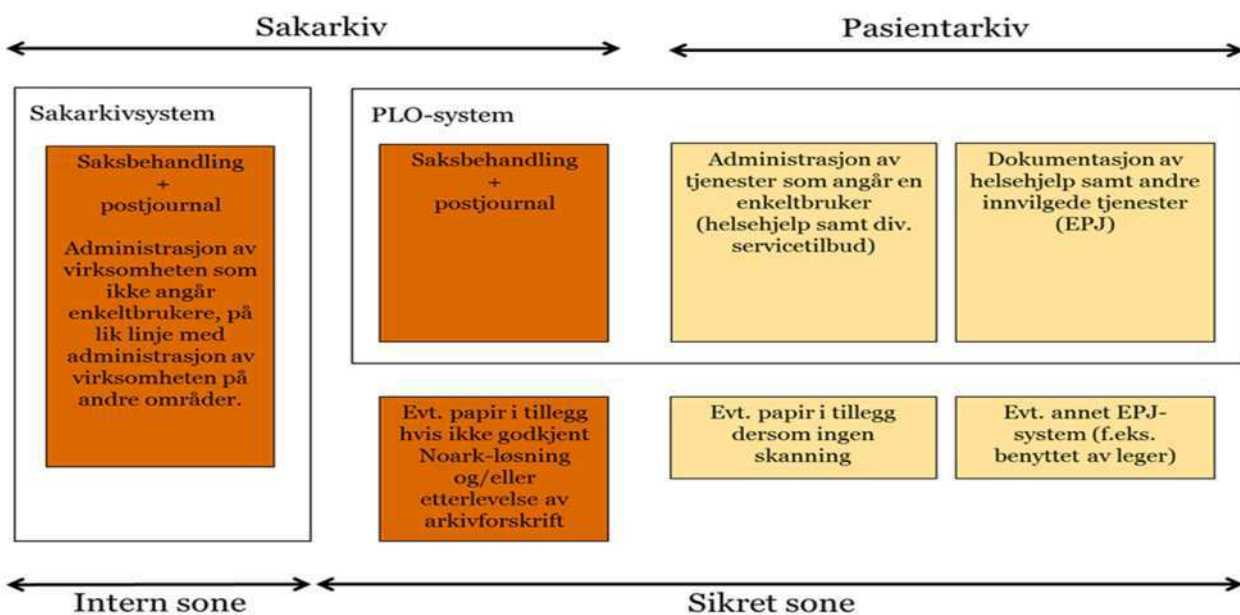 Sakarkiv
Pasientarkiv
Sakarkivsystem
Saksbehandling
+
postjournal
Administrasjon av
virksomheten som
ikke angår
enkeltbrukere, på
lik linje med
administrasjon av
virksomheten på
andre områder.
PLO-system
Saksbehandling
+
postjournal
Administrasjon av
tjenester som angår en
enkeltbruker
(helsehjelp samt div.
servicetilbud)
Dokumentasjon av
helsehjelp samt andre
innvilgede tjenester
(EPJ)
Evt. papir i tillegg
hvis ikke godkjent
Noark-løsning
og/eller
etterlevelse av
arkivforskrift
Evt. papir i tillegg
dersom ingen
skanning
Evt. annet EPJ-
system (f.eks.
benyttet av leger)
Intern sone
Sikret sone